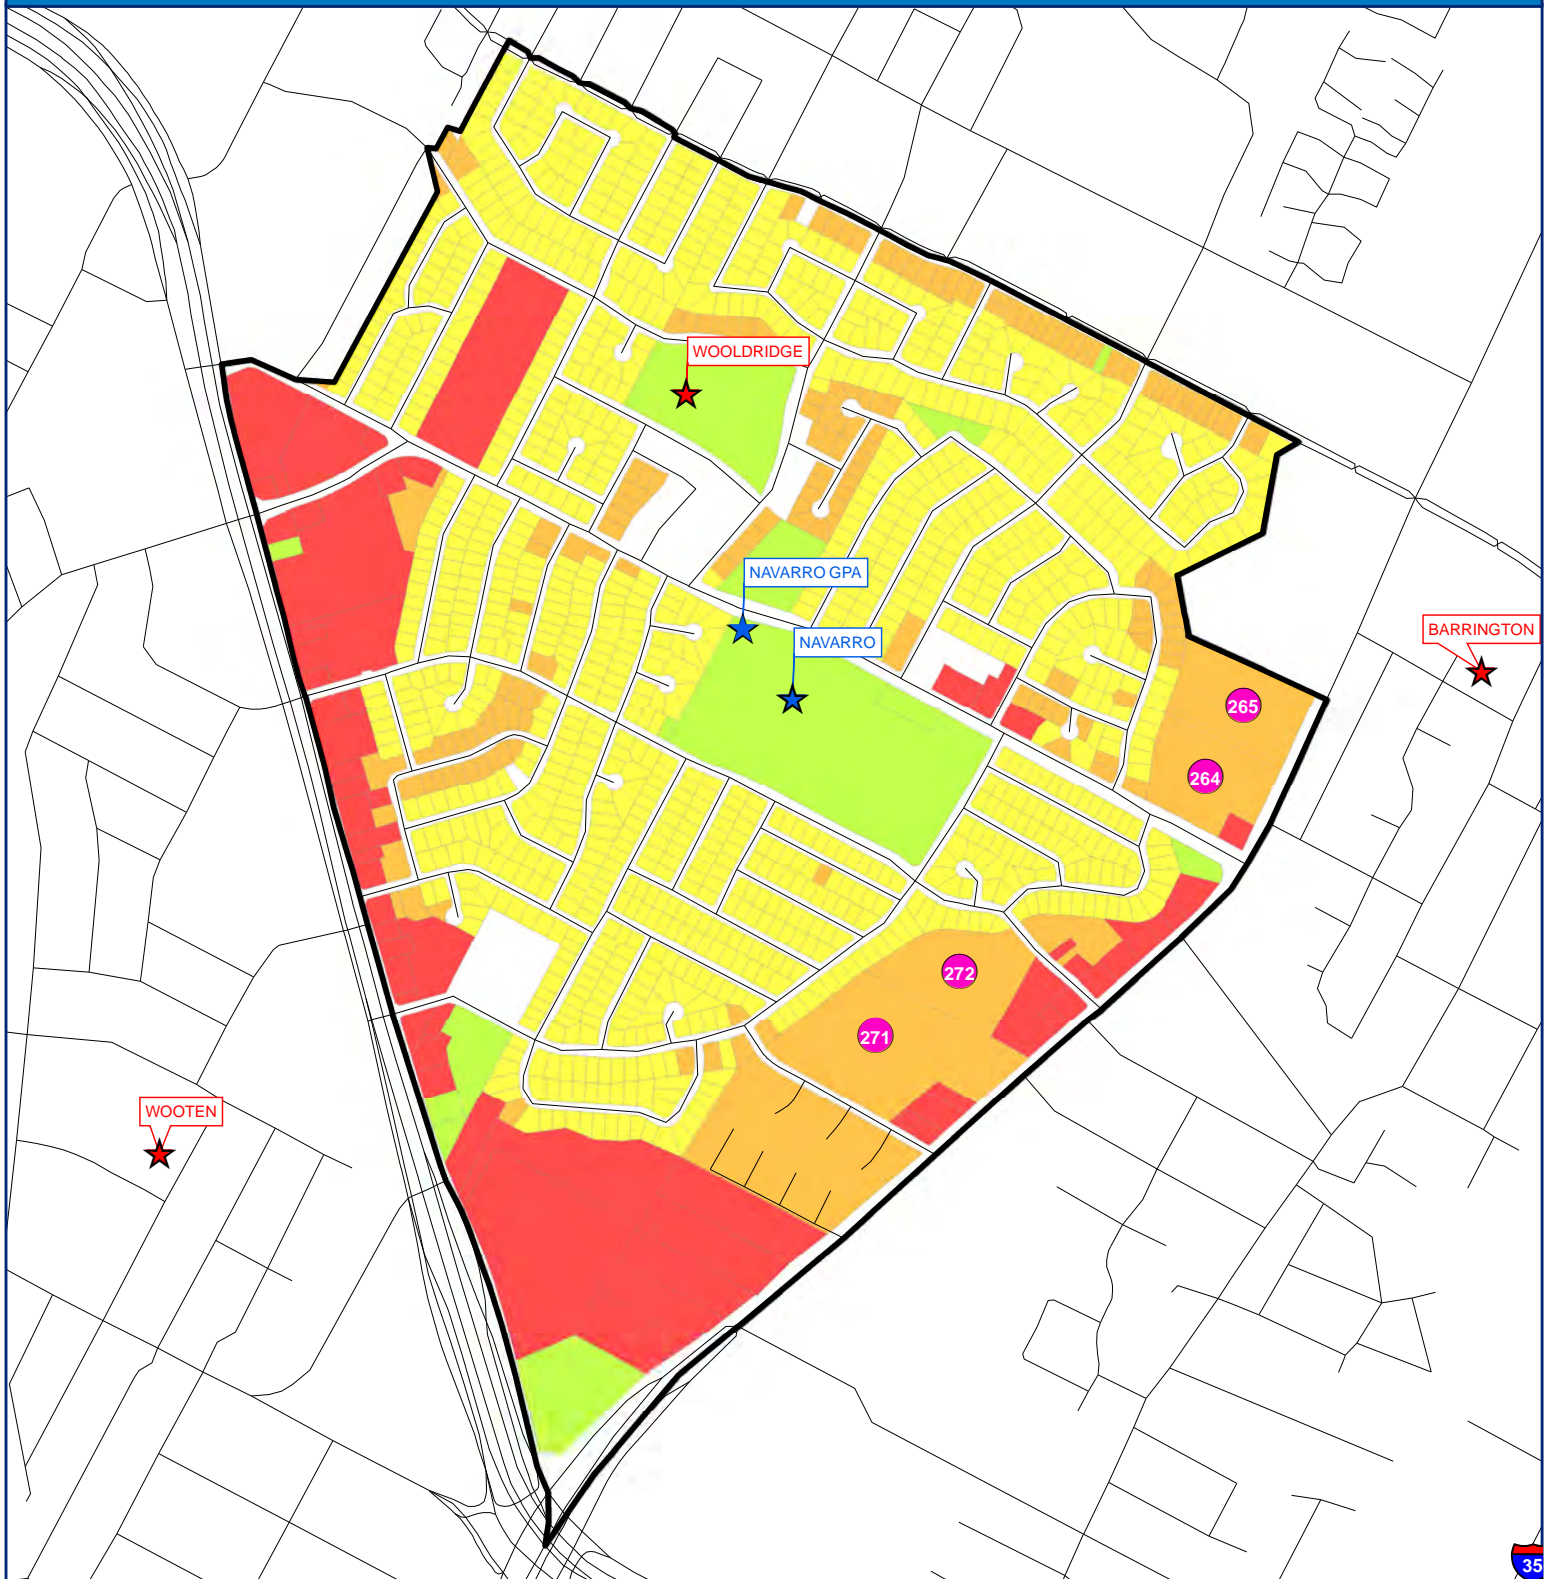 WOOLDRIDGE
NAVARRO GPA
NAVARRO
BARRINGTON
265
264
272
271
WOOTEN
35